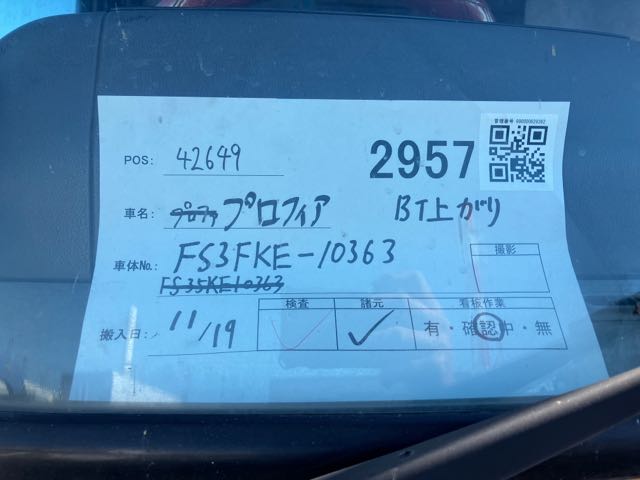 管理番号 990000629392
POS: 42649 2957
車名: プロフィア BT上がり
車体No.: FS3FKE-10363
FS35KE10363
撮影
検査 諸元 看板作業
搬入日: 11/19 有・確認中・無